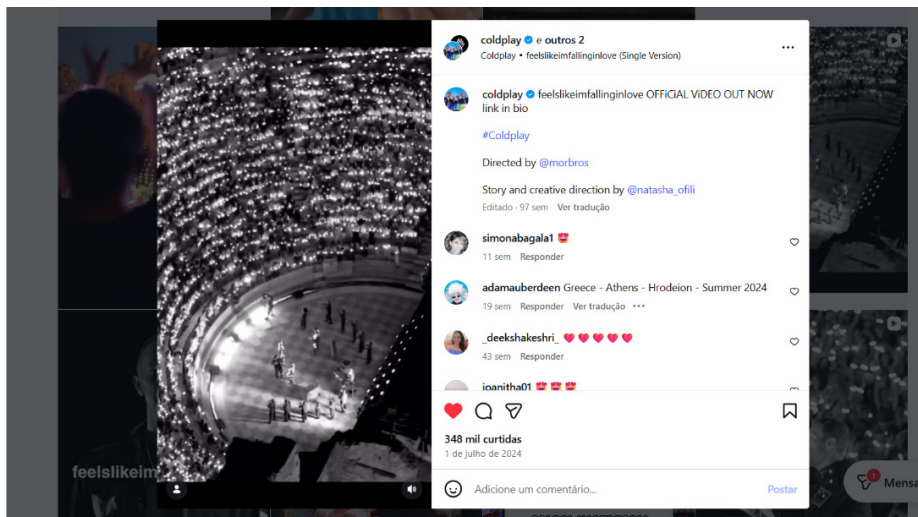 coldplay e outros 2
Coldplay • feelslikeimfallinginlove (Single Version)
coldplay feelslikeimfallinginlove OFFiCiAL ViDEO OUT NOW
link in bio
#Coldplay
Directed by @morbros
Story and creative direction by @natasha_ofili
Editado · 97 sem Ver tradução
simonabagala1 😍
11 sem Responder
adamauberdeen Greece - Athens - Hrodeion - Summer 2024
19 sem Responder Ver tradução •••
_deekshakeshri_ ❤️❤️❤️❤️❤️
43 sem Responder
joanitha01 😍😍😍
348 mil curtidas
1 de julho de 2024
Adicione um comentário... Postar
feelslikeim
1
Mensa